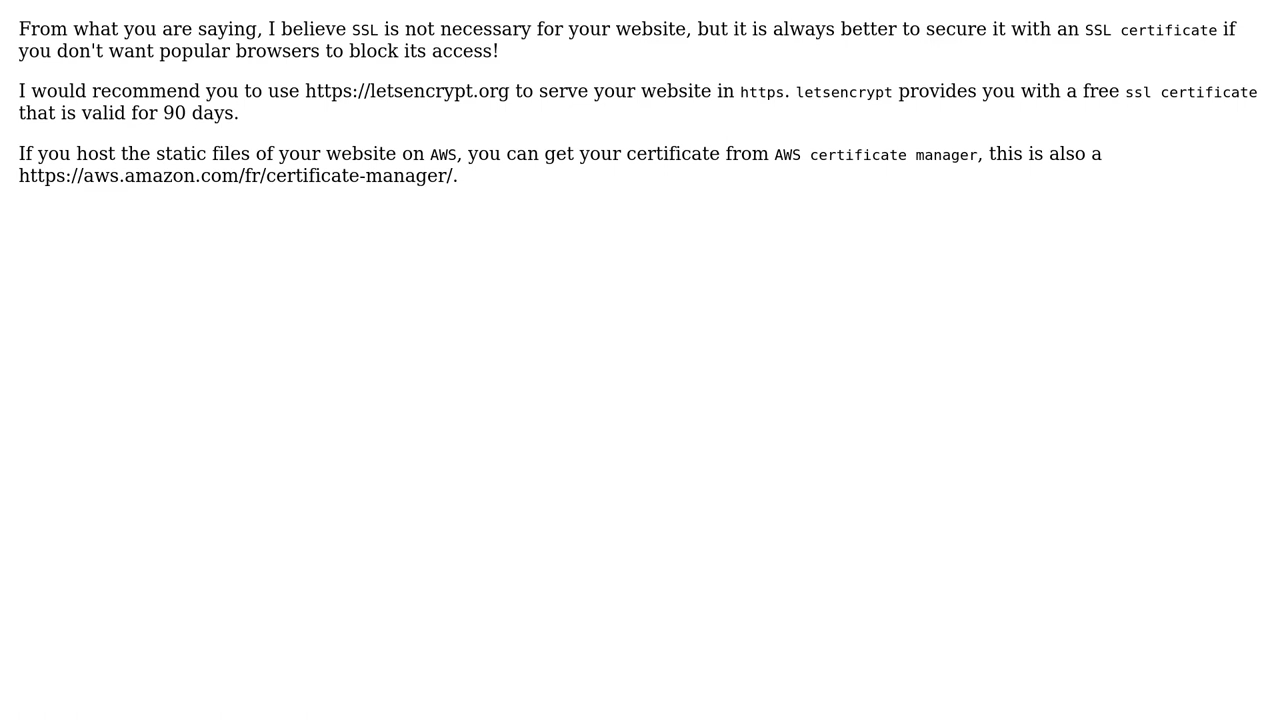 From what you are saying, I believe SSL is not necessary for your website, but it is always better to secure it with an SSL certificate if
you don't want popular browsers to block its access!
I would recommend you to use https://letsencrypt.org to serve your website in https. letsencrypt provides you with a free ssl certificate
that is valid for 90 days.
If you host the static files of your website on AWS, you can get your certificate from AWS certificate manager, this is also a
https://aws.amazon.com/fr/certificate-manager/.